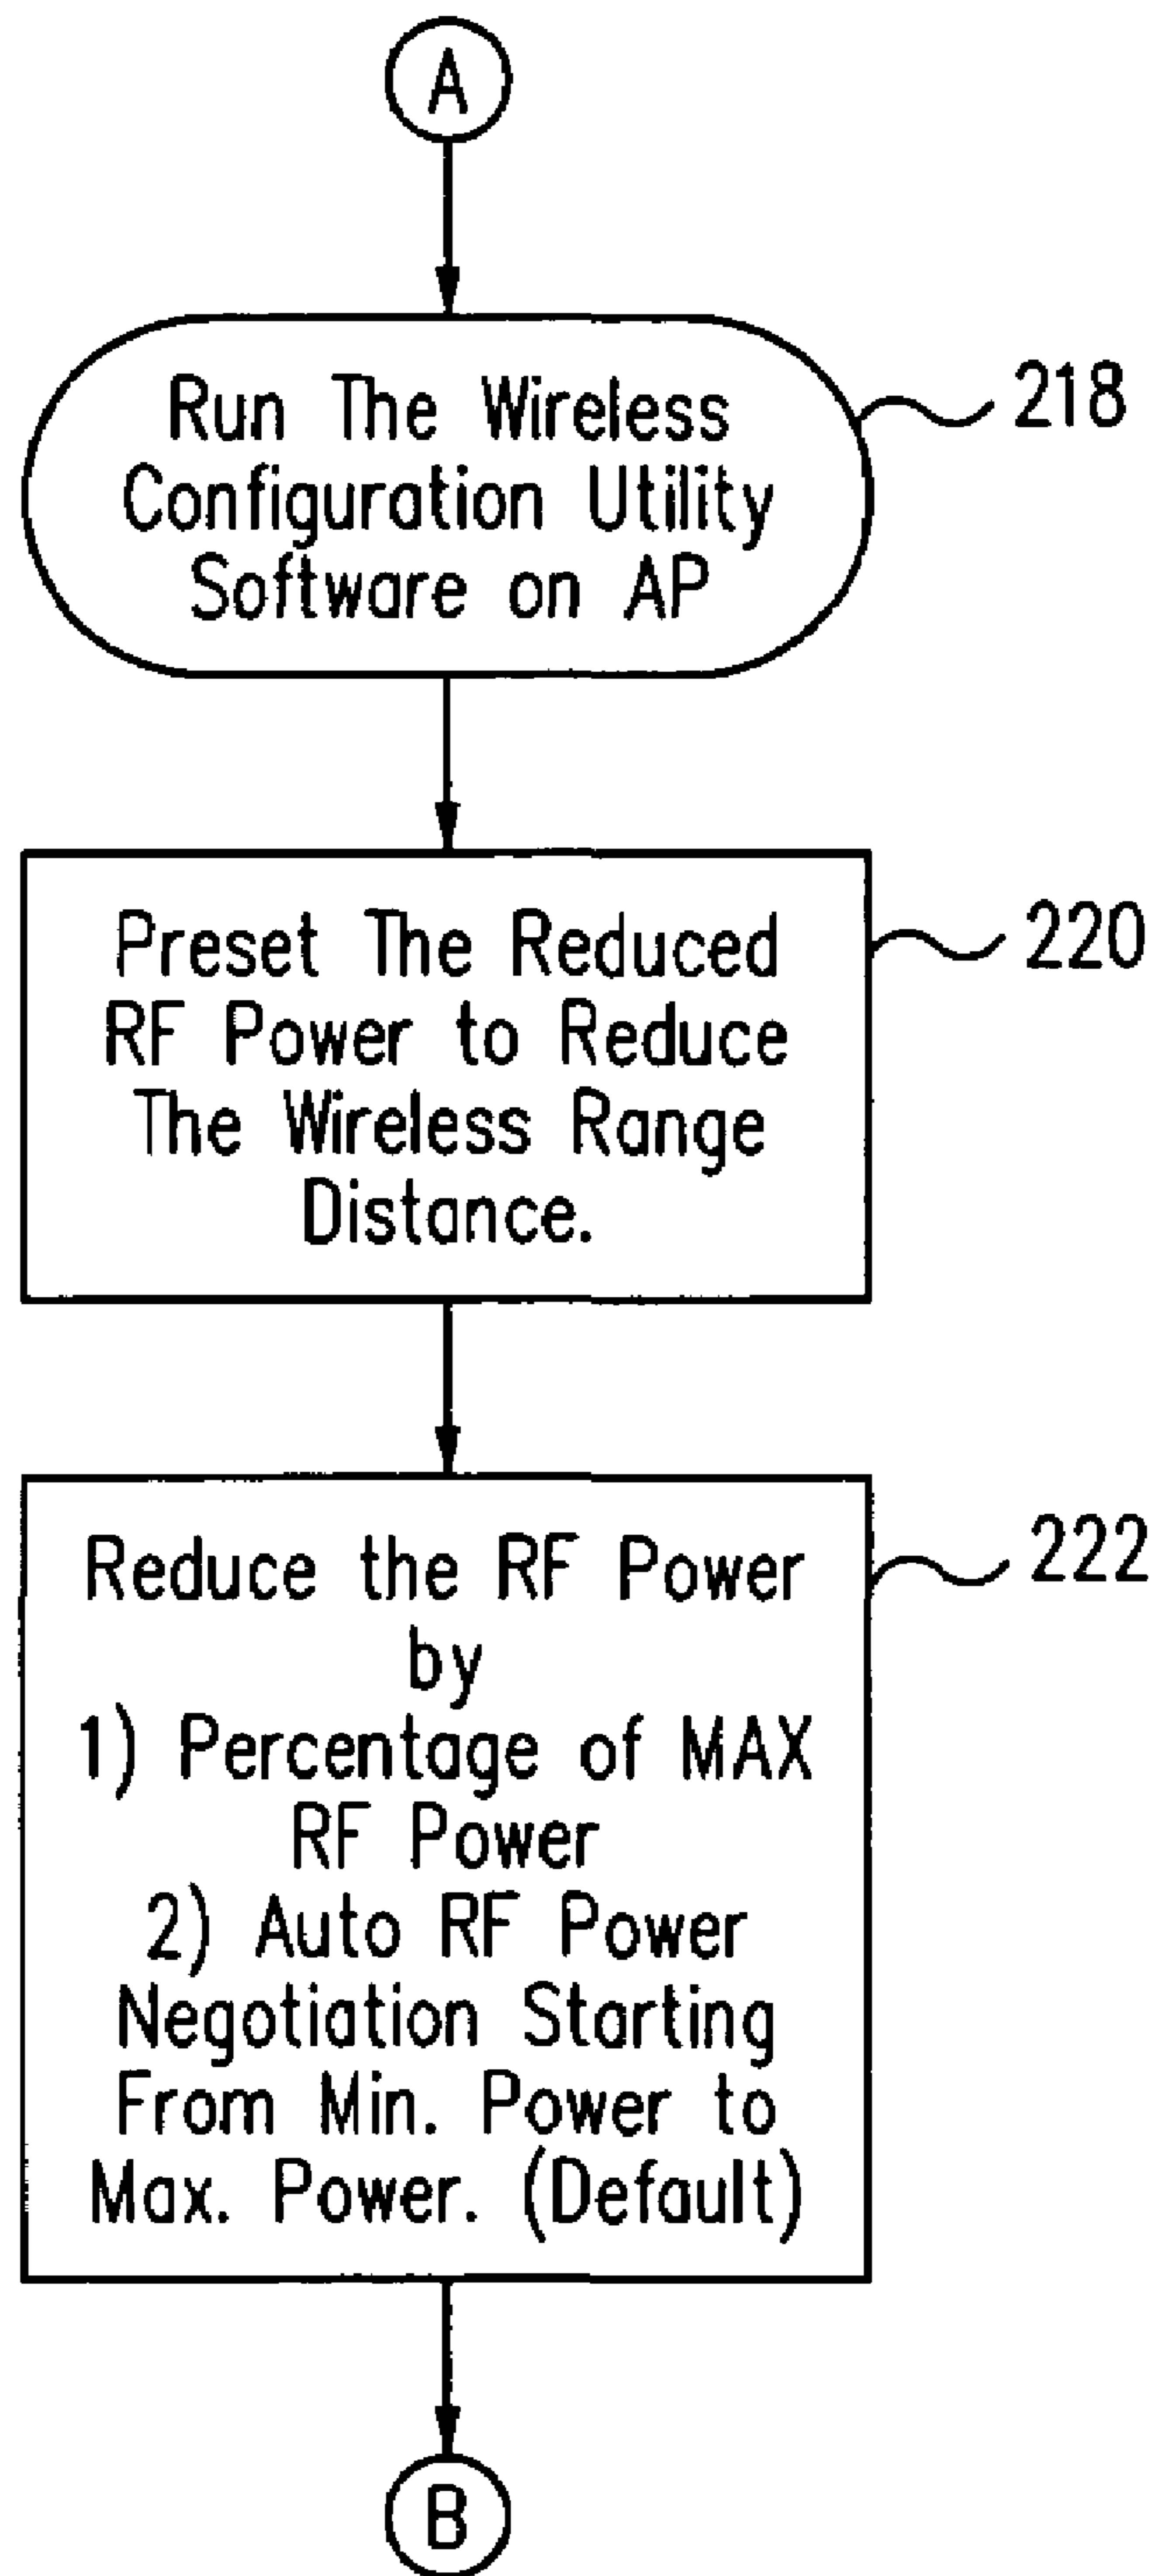 A
Run The Wireless
Configuration Utility
Software on AP
218
Preset The Reduced
RF Power to Reduce
The Wireless Range
Distance.
220
Reduce the RF Power
by
1) Percentage of MAX
RF Power
2) Auto RF Power
Negotiation Starting
From Min. Power to
Max. Power. (Default)
222
B